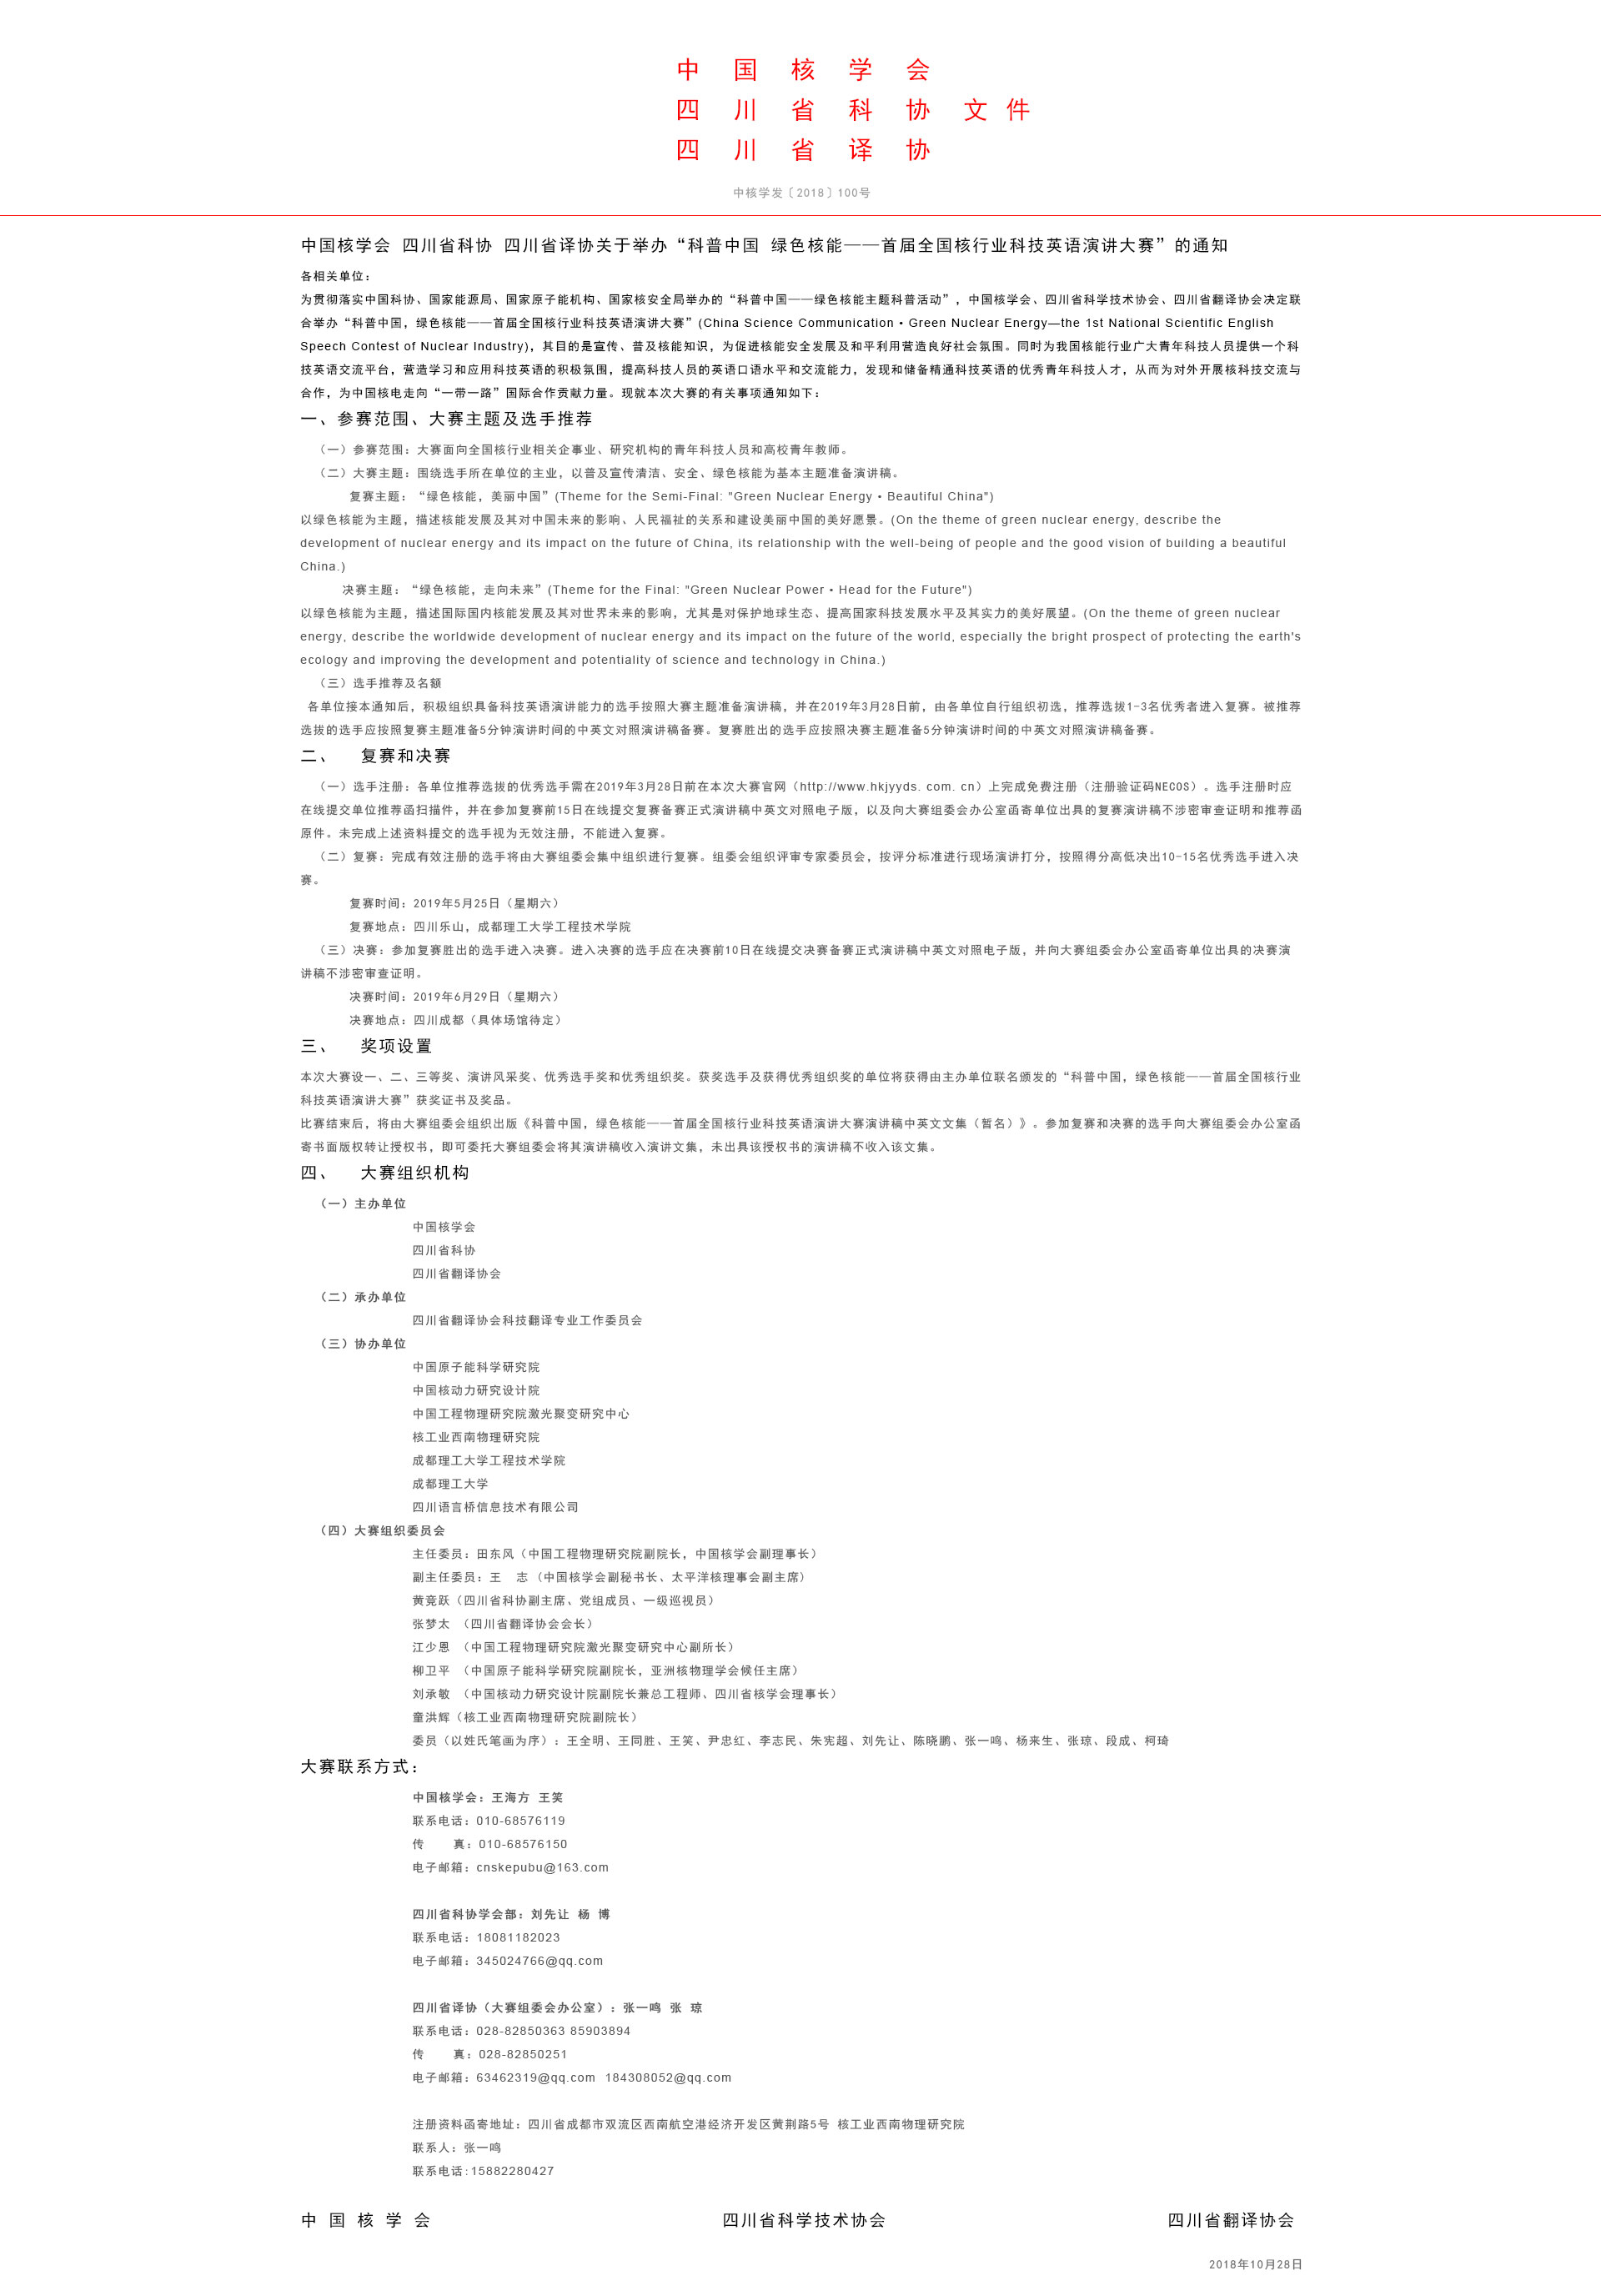 中国核学会
四川省科协 文件
四川省译协
中核学发〔2018〕100号
中国核学会 四川省科协 四川省译协关于举办“科普中国 绿色核能——首届全国核行业科技英语演讲大赛”的通知
各相关单位：
为贯彻落实中国科协、国家能源局、国家原子能机构、国家核安全局举办的“科普中国——绿色核能主题科普活动”，中国核学会、四川省科学技术协会、四川省翻译协会决定联
合举办“科普中国，绿色核能——首届全国核行业科技英语演讲大赛”(China Science Communication • Green Nuclear Energy—the 1st National Scientific English
Speech Contest of Nuclear Industry)，其目的是宣传、普及核能知识，为促进核能安全发展及和平利用营造良好社会氛围。同时为我国核能行业广大青年科技人员提供一个科
技英语交流平台，营造学习和应用科技英语的积极氛围，提高科技人员的英语口语水平和交流能力，发现和储备精通科技英语的优秀青年科技人才，从而为对外开展核科技交流与
合作，为中国核电走向“一带一路”国际合作贡献力量。现就本次大赛的有关事项通知如下：
一、参赛范围、大赛主题及选手推荐
（一）参赛范围：大赛面向全国核行业相关企事业、研究机构的青年科技人员和高校青年教师。
（二）大赛主题：围绕选手所在单位的主业，以普及宣传清洁、安全、绿色核能为基本主题准备演讲稿。
复赛主题：“绿色核能，美丽中国”(Theme for the Semi-Final: "Green Nuclear Energy • Beautiful China")
以绿色核能为主题，描述核能发展及其对中国未来的影响、人民福祉的关系和建设美丽中国的美好愿景。(On the theme of green nuclear energy, describe the
development of nuclear energy and its impact on the future of China, its relationship with the well-being of people and the good vision of building a beautiful
China.)
决赛主题：“绿色核能，走向未来”(Theme for the Final: "Green Nuclear Power • Head for the Future")
以绿色核能为主题，描述国际国内核能发展及其对世界未来的影响，尤其是对保护地球生态、提高国家科技发展水平及其实力的美好展望。(On the theme of green nuclear
energy, describe the worldwide development of nuclear energy and its impact on the future of the world, especially the bright prospect of protecting the earth's
ecology and improving the development and potentiality of science and technology in China.)
（三）选手推荐及名额
各单位接本通知后，积极组织具备科技英语演讲能力的选手按照大赛主题准备演讲稿，并在2019年3月28日前，由各单位自行组织初选，推荐选拔1-3名优秀者进入复赛。被推荐
选拔的选手应按照复赛主题准备5分钟演讲时间的中英文对照演讲稿备赛。复赛胜出的选手应按照决赛主题准备5分钟演讲时间的中英文对照演讲稿备赛。
二、 复赛和决赛
（一）选手注册：各单位推荐选拔的优秀选手需在2019年3月28日前在本次大赛官网（http://www.hkjyyds. com. cn）上完成免费注册（注册验证码NECOS）。选手注册时应
在线提交单位推荐函扫描件，并在参加复赛前15日在线提交复赛备赛正式演讲稿中英文对照电子版，以及向大赛组委会办公室函寄单位出具的复赛演讲稿不涉密审查证明和推荐函
原件。未完成上述资料提交的选手视为无效注册，不能进入复赛。
（二）复赛：完成有效注册的选手将由大赛组委会集中组织进行复赛。组委会组织评审专家委员会，按评分标准进行现场演讲打分，按照得分高低决出10-15名优秀选手进入决
赛。
复赛时间：2019年5月25日（星期六）
复赛地点：四川乐山，成都理工大学工程技术学院
（三）决赛：参加复赛胜出的选手进入决赛。进入决赛的选手应在决赛前10日在线提交决赛备赛正式演讲稿中英文对照电子版，并向大赛组委会办公室函寄单位出具的决赛演
讲稿不涉密审查证明。
决赛时间：2019年6月29日（星期六）
决赛地点：四川成都（具体场馆待定）
三、 奖项设置
本次大赛设一、二、三等奖、演讲风采奖、优秀选手奖和优秀组织奖。获奖选手及获得优秀组织奖的单位将获得由主办单位联名颁发的“科普中国，绿色核能——首届全国核行业
科技英语演讲大赛”获奖证书及奖品。
比赛结束后，将由大赛组委会组织出版《科普中国，绿色核能——首届全国核行业科技英语演讲大赛演讲稿中英文文集（暂名）》。参加复赛和决赛的选手向大赛组委会办公室函
寄书面版权转让授权书，即可委托大赛组委会将其演讲稿收入演讲文集，未出具该授权书的演讲稿不收入该文集。
四、 大赛组织机构
（一）主办单位
中国核学会
四川省科协
四川省翻译协会
（二）承办单位
四川省翻译协会科技翻译专业工作委员会
（三）协办单位
中国原子能科学研究院
中国核动力研究设计院
中国工程物理研究院激光聚变研究中心
核工业西南物理研究院
成都理工大学工程技术学院
成都理工大学
四川语言桥信息技术有限公司
（四）大赛组织委员会
主任委员：田东风（中国工程物理研究院副院长，中国核学会副理事长）
副主任委员：王 志（中国核学会副秘书长、太平洋核理事会副主席）
黄竞跃（四川省科协副主席、党组成员、一级巡视员）
张梦太 （四川省翻译协会会长）
江少恩 （中国工程物理研究院激光聚变研究中心副所长）
柳卫平 （中国原子能科学研究院副院长，亚洲核物理学会候任主席）
刘承敏 （中国核动力研究设计院副院长兼总工程师、四川省核学会理事长）
童洪辉（核工业西南物理研究院副院长）
委员（以姓氏笔画为序）：王全明、王同胜、王笑、尹忠红、李志民、朱宪超、刘先让、陈晓鹏、张一鸣、杨来生、张琼、段成、柯琦
大赛联系方式：
中国核学会：王海方 王笑
联系电话：010-68576119
传 真：010-68576150
电子邮箱：cnskepubu@163.com
四川省科协学会部：刘先让 杨 博
联系电话：18081182023
电子邮箱：345024766@qq.com
四川省译协（大赛组委会办公室）：张一鸣 张 琼
联系电话：028-82850363 85903894
传 真：028-82850251
电子邮箱：63462319@qq.com 184308052@qq.com
注册资料函寄地址：四川省成都市双流区西南航空港经济开发区黄荆路5号 核工业西南物理研究院
联系人：张一鸣
联系电话:15882280427
中 国 核 学 会 四川省科学技术协会 四川省翻译协会
2018年10月28日